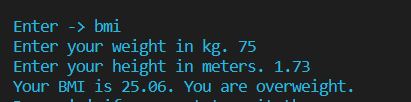 Enter -> bmi
Enter your weight in kg. 75
Enter your height in meters. 1.73
Your BMI is 25.06. You are overweight.